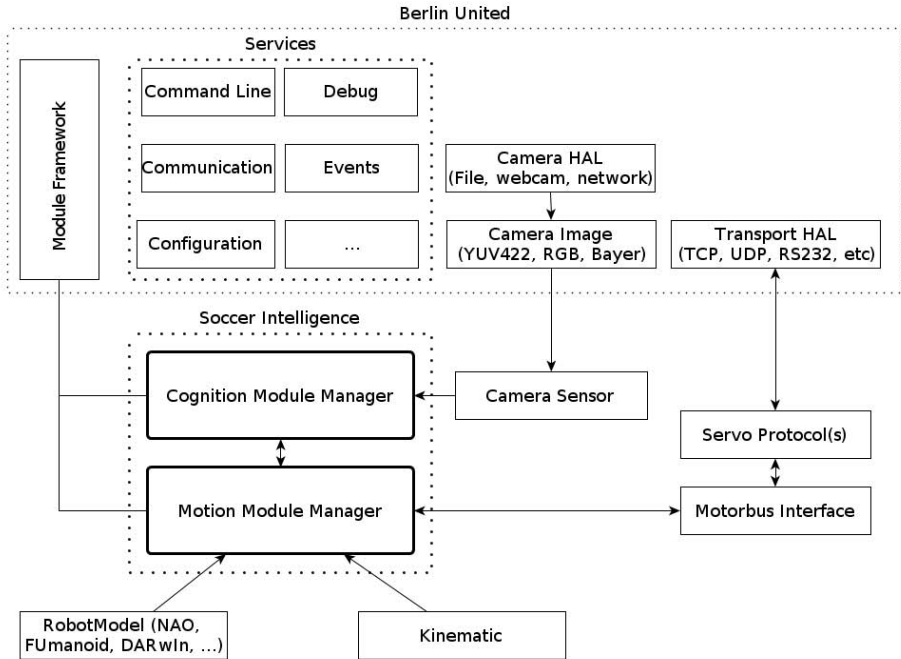 Berlin United
Services
Module Framework
Command Line
Debug
Communication
Events
Configuration
...
Camera HAL
(File, webcam, network)
Camera Image
(YUV422, RGB, Bayer)
Transport HAL
(TCP, UDP, RS232, etc)
Soccer Intelligence
Cognition Module Manager
Camera Sensor
Servo Protocol(s)
Motion Module Manager
Motorbus Interface
RobotModel (NAO,
FUmanoid, DARwIn, ...)
Kinematic